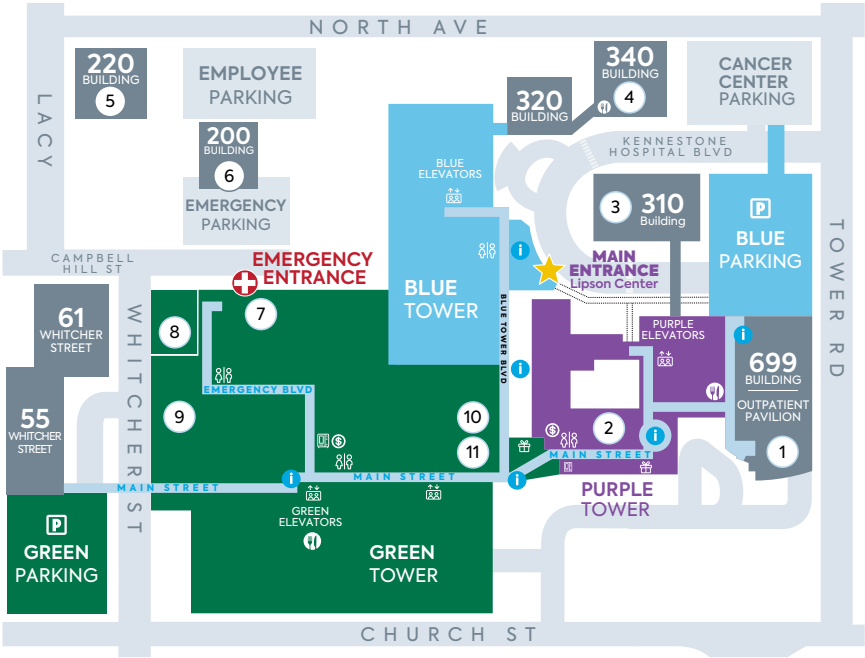 NORTH AVE
LACY
220
BUILDING
5
EMPLOYEE
PARKING
200
BUILDING
6
EMERGENCY
PARKING
320
BUILDING
340
BUILDING
4
CANCER
CENTER
PARKING
KENNESTONE
HOSPITAL BLVD
TOWER RD
BLUE
ELEVATORS
3
310
Building
P
BLUE
PARKING
i
CAMPBELL
HILL ST
EMERGENCY
ENTRANCE
MAIN
ENTRANCE
Lipson Center
BLUE
TOWER
BLUE TOWER BLVD
61
WHITCHER
STREET
WHITCHER ST
7
8
PURPLE
ELEVATORS
i
699
BUILDING
OUTPATIENT
PAVILION
1
i
EMERGENCY BLVD
55
WHITCHER
STREET
9
10
11
$
$
2
i
MAIN STREET
MAIN STREET
i
MAIN STREET
i
PURPLE
TOWER
GREEN
ELEVATORS
P
GREEN
PARKING
GREEN
TOWER
CHURCH ST